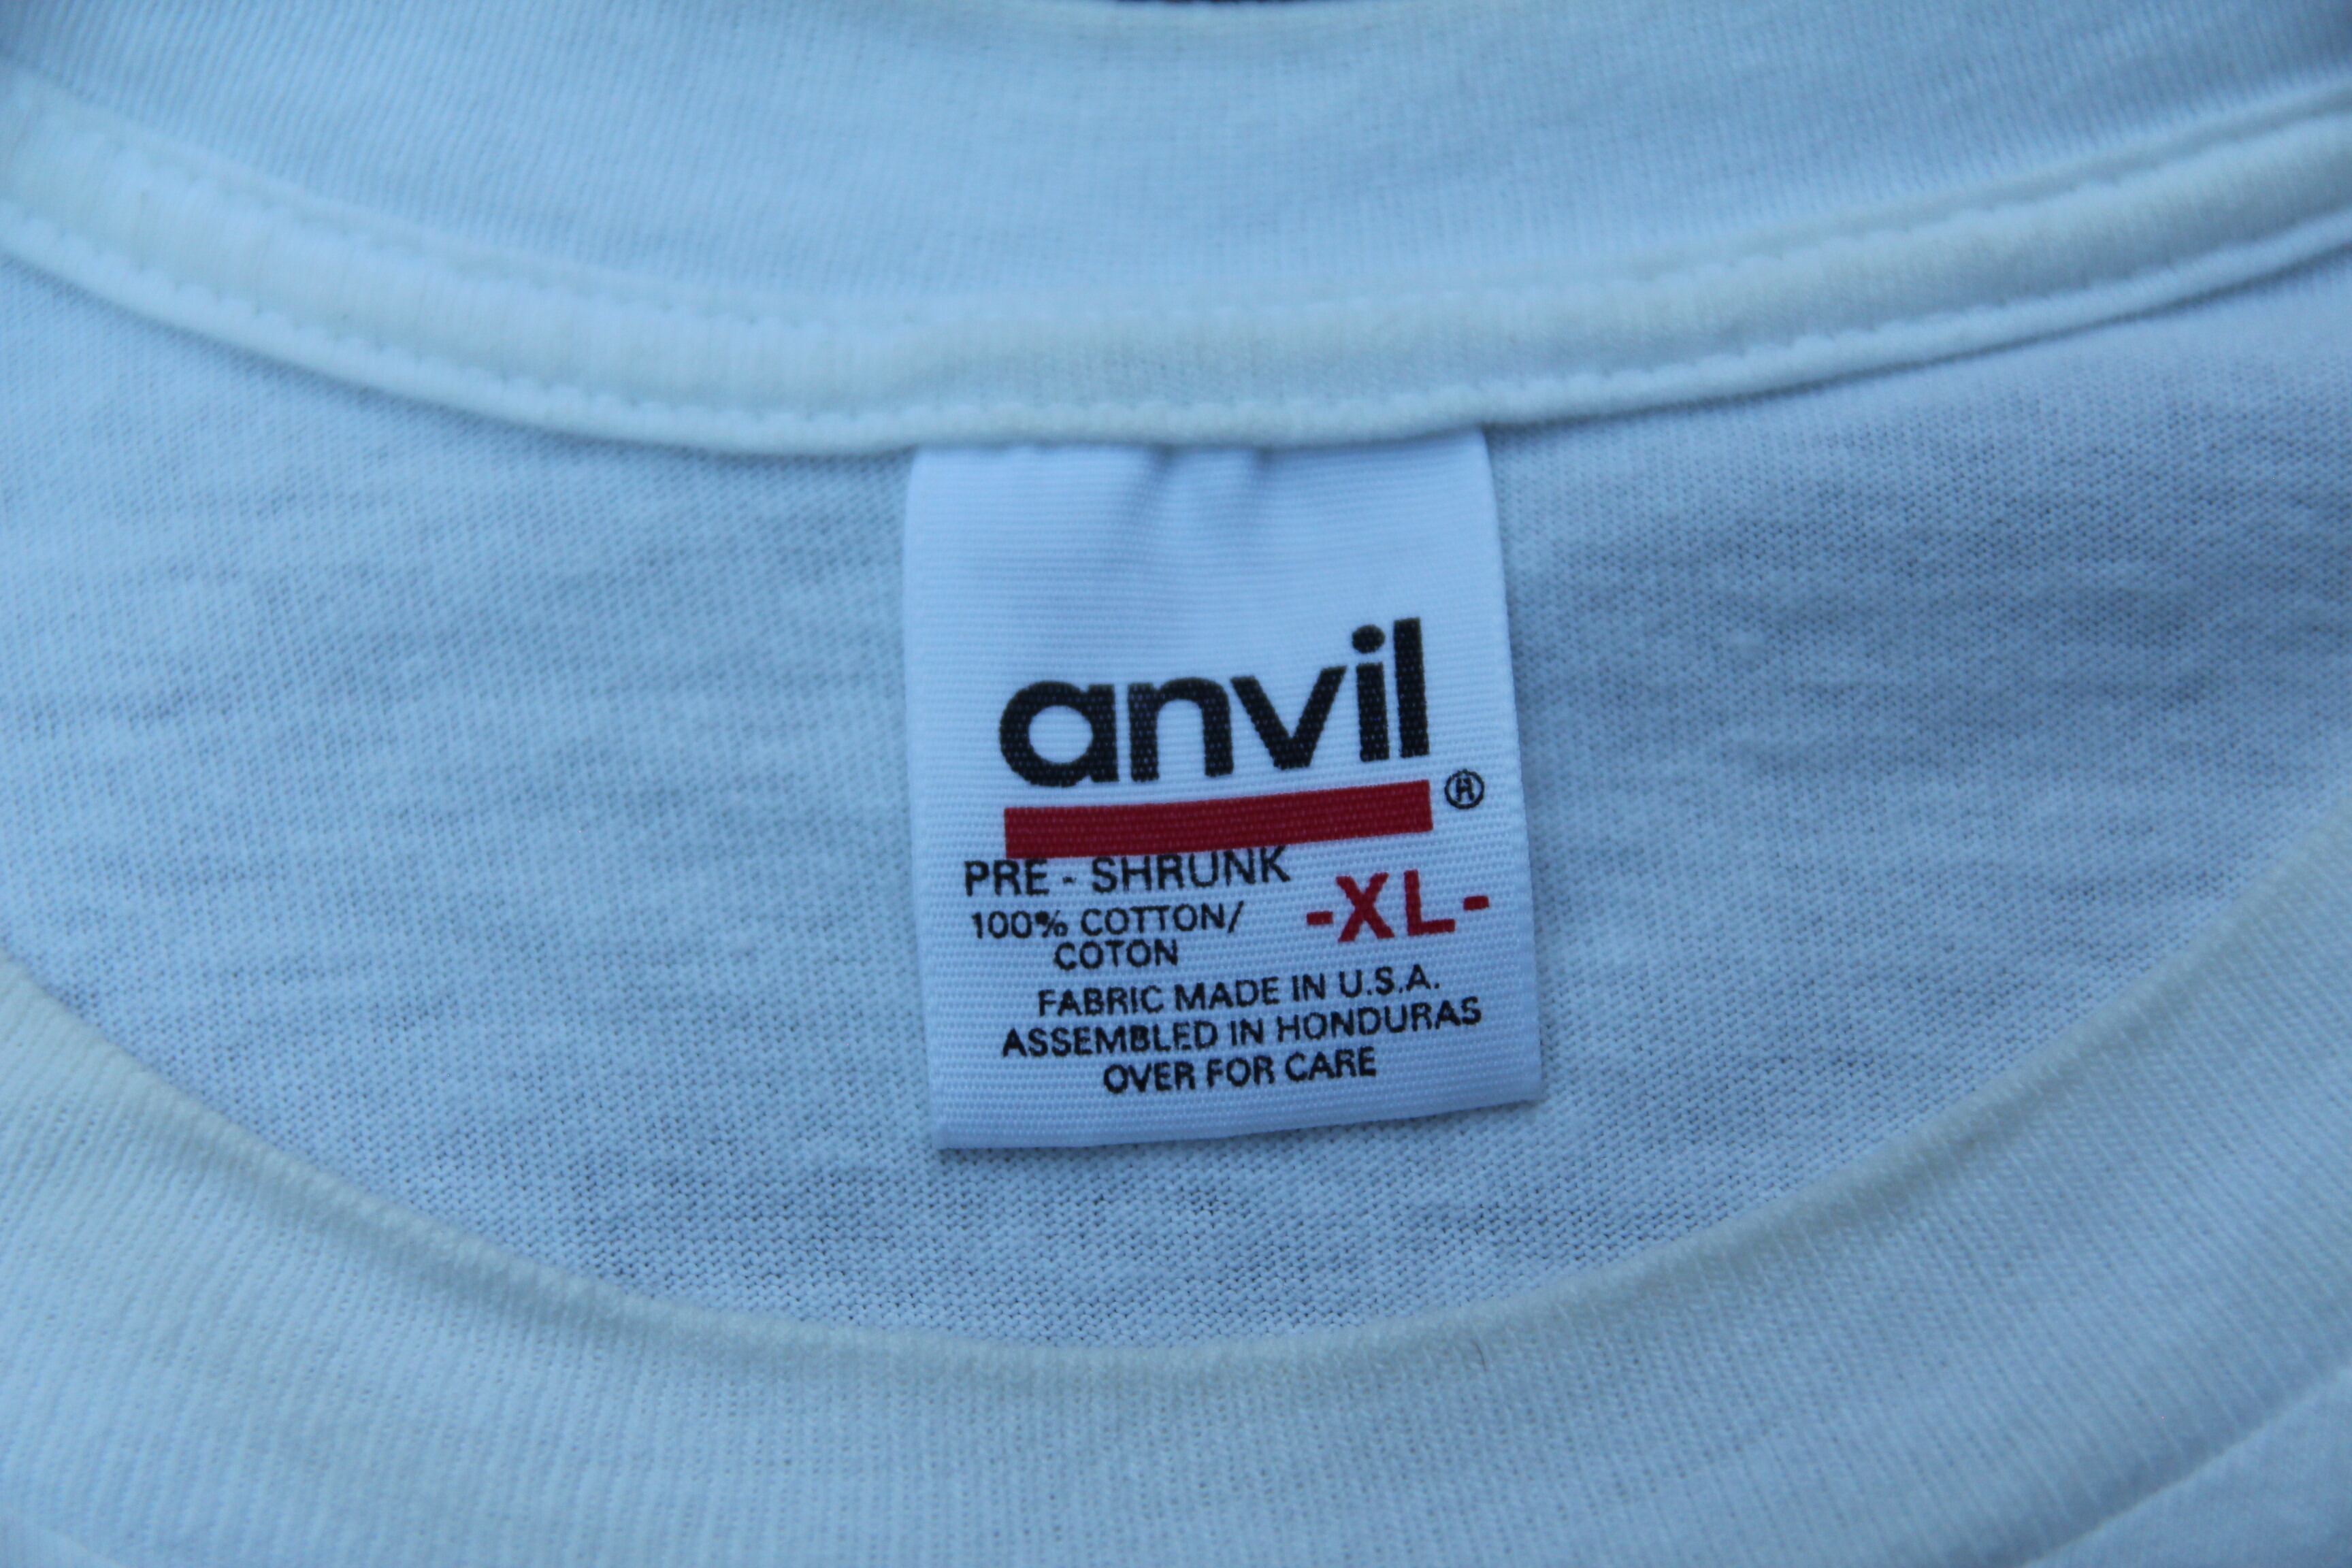 anvil
®
PRE - SHRUNK
100% COTTON/ -XL-
COTON
FABRIC MADE IN U.S.A.
ASSEMBLED IN HONDURAS
OVER FOR CARE